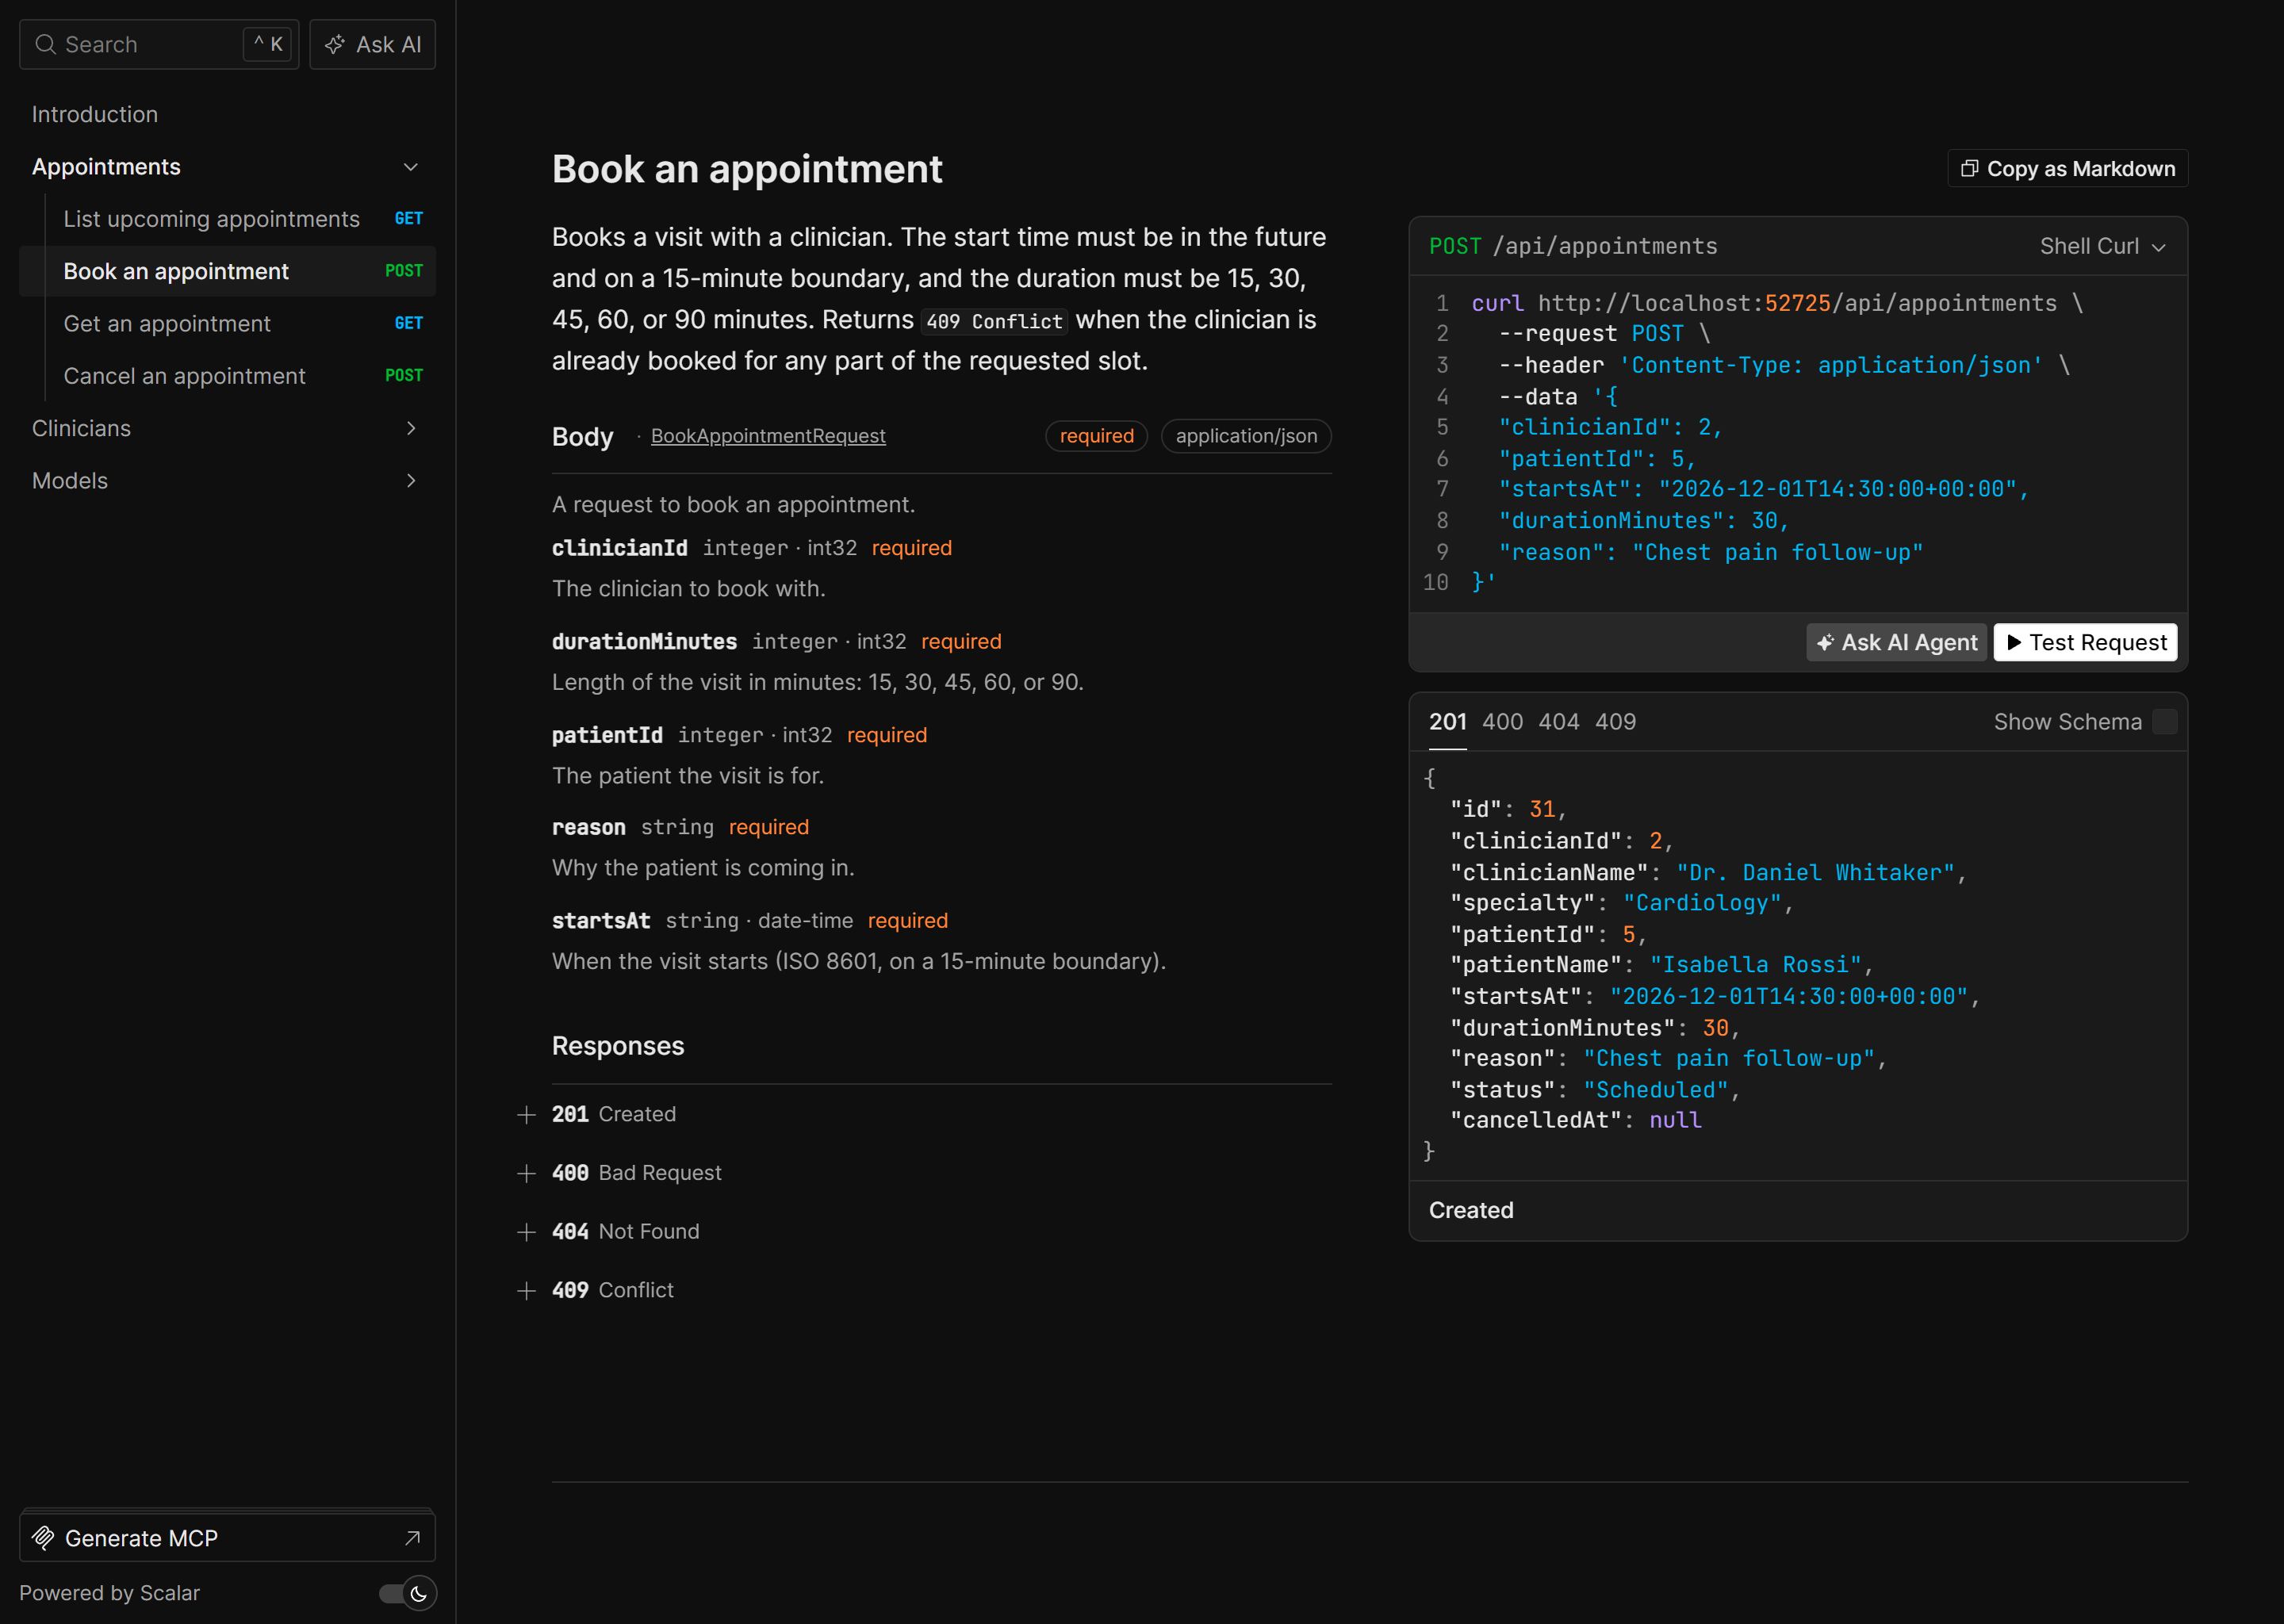 Search ^ K Ask AI
Introduction
Appointments
List upcoming appointments GET
Book an appointment POST
Get an appointment GET
Cancel an appointment POST
Clinicians
Models
Generate MCP
Powered by Scalar
Book an appointment
Books a visit with a clinician. The start time must be in the future
and on a 15-minute boundary, and the duration must be 15, 30,
45, 60, or 90 minutes. Returns 409 Conflict when the clinician is
already booked for any part of the requested slot.
Body · BookAppointmentRequest required application/json
A request to book an appointment.
clinicianId integer · int32 required
The clinician to book with.
durationMinutes integer · int32 required
Length of the visit in minutes: 15, 30, 45, 60, or 90.
patientId integer · int32 required
The patient the visit is for.
reason string required
Why the patient is coming in.
startsAt string · date-time required
When the visit starts (ISO 8601, on a 15-minute boundary).
Responses
201 Created
400 Bad Request
404 Not Found
409 Conflict
Copy as Markdown
POST /api/appointments Shell Curl
1 curl http://localhost:52725/api/appointments \
2 --request POST \
3 --header 'Content-Type: application/json' \
4 --data '{
5 "clinicianId": 2,
6 "patientId": 5,
7 "startsAt": "2026-12-01T14:30:00+00:00",
8 "durationMinutes": 30,
9 "reason": "Chest pain follow-up"
10 }'
Ask AI Agent Test Request
201 400 404 409 Show Schema
{
"id": 31,
"clinicianId": 2,
"clinicianName": "Dr. Daniel Whitaker",
"specialty": "Cardiology",
"patientId": 5,
"patientName": "Isabella Rossi",
"startsAt": "2026-12-01T14:30:00+00:00",
"durationMinutes": 30,
"reason": "Chest pain follow-up",
"status": "Scheduled",
"cancelledAt": null
}
Created